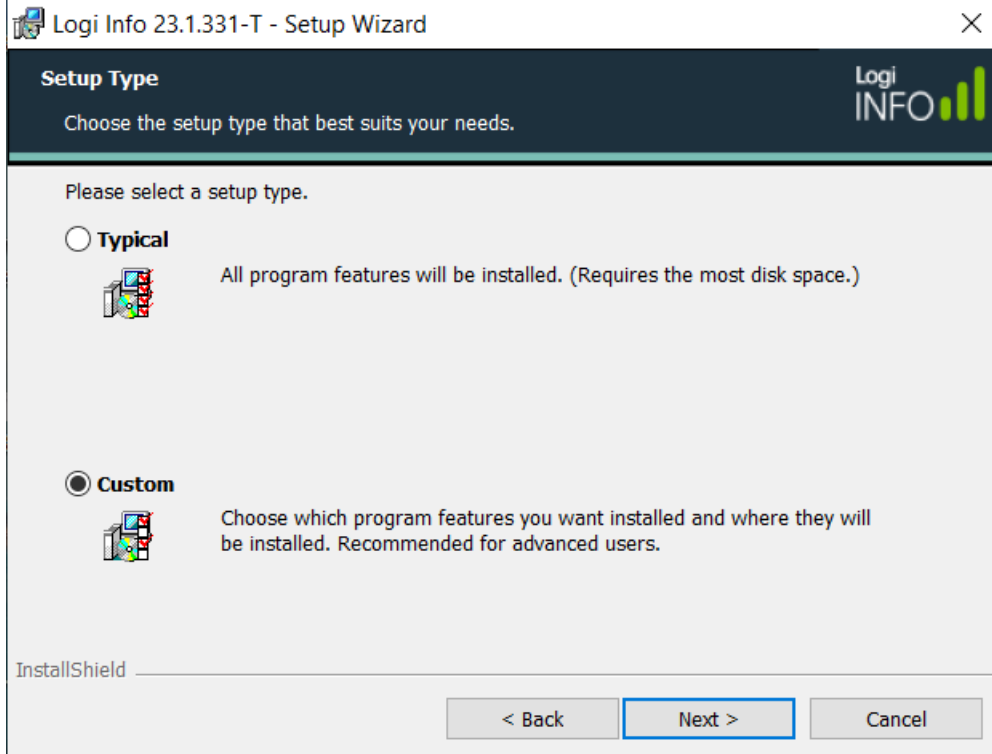 Logi Info 23.1.331-T - Setup Wizard
Setup Type
Logi
INFO
Choose the setup type that best suits your needs.
Please select a setup type.
Typical
All program features will be installed. (Requires the most disk space.)
Custom
Choose which program features you want installed and where they will
be installed. Recommended for advanced users.
InstallShield
< Back
Next >
Cancel